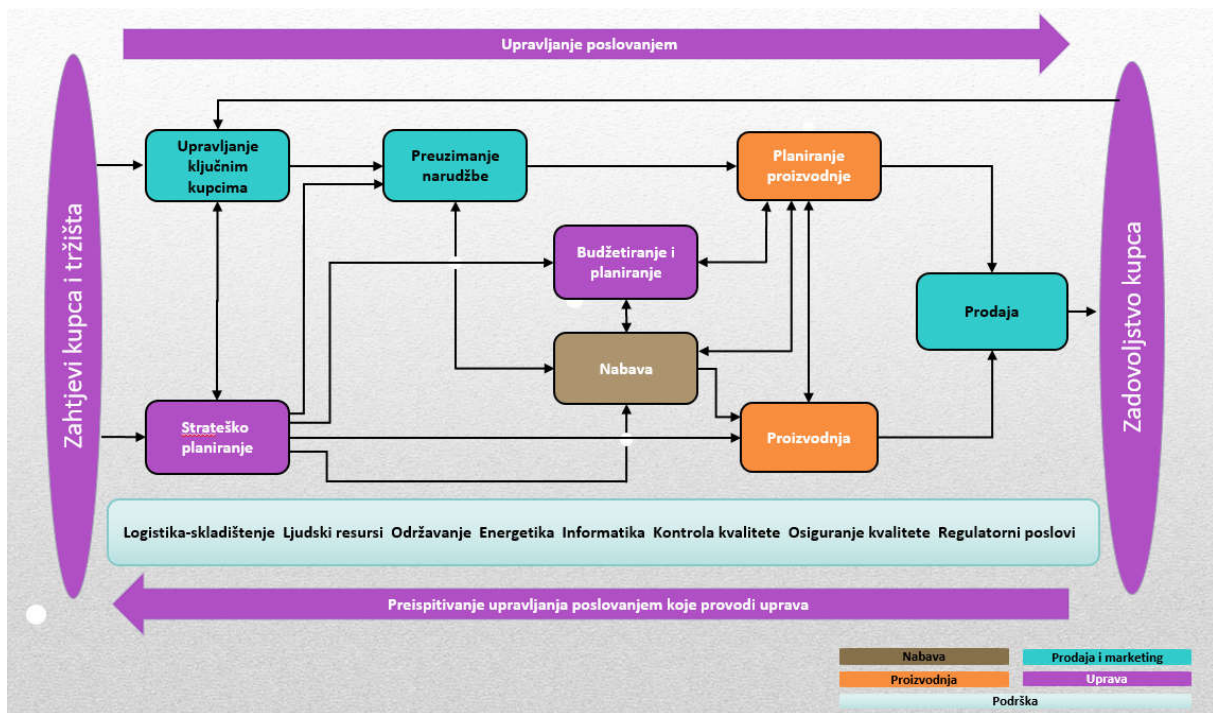 Upravljanje poslovanjem
Zahtjevi kupca i tržišta
Upravljanje
ključnim
kupcima
Preuzimanje
narudžbe
Planiranje
proizvodnje
Budžetiranje i
planiranje
Prodaja
Nabava
Strateško
planiranje
Proizvodnja
Zadovoljstvo kupca
Logistika-skladištenje Ljudski resursi Održavanje Energetika Informatika Kontrola kvalitete Osiguranje kvalitete Regulatorni poslovi
Preispitivanje upravljanja poslovanjem koje provodi uprava
Nabava
Prodaja i marketing
Proizvodnja
Uprava
Podrška